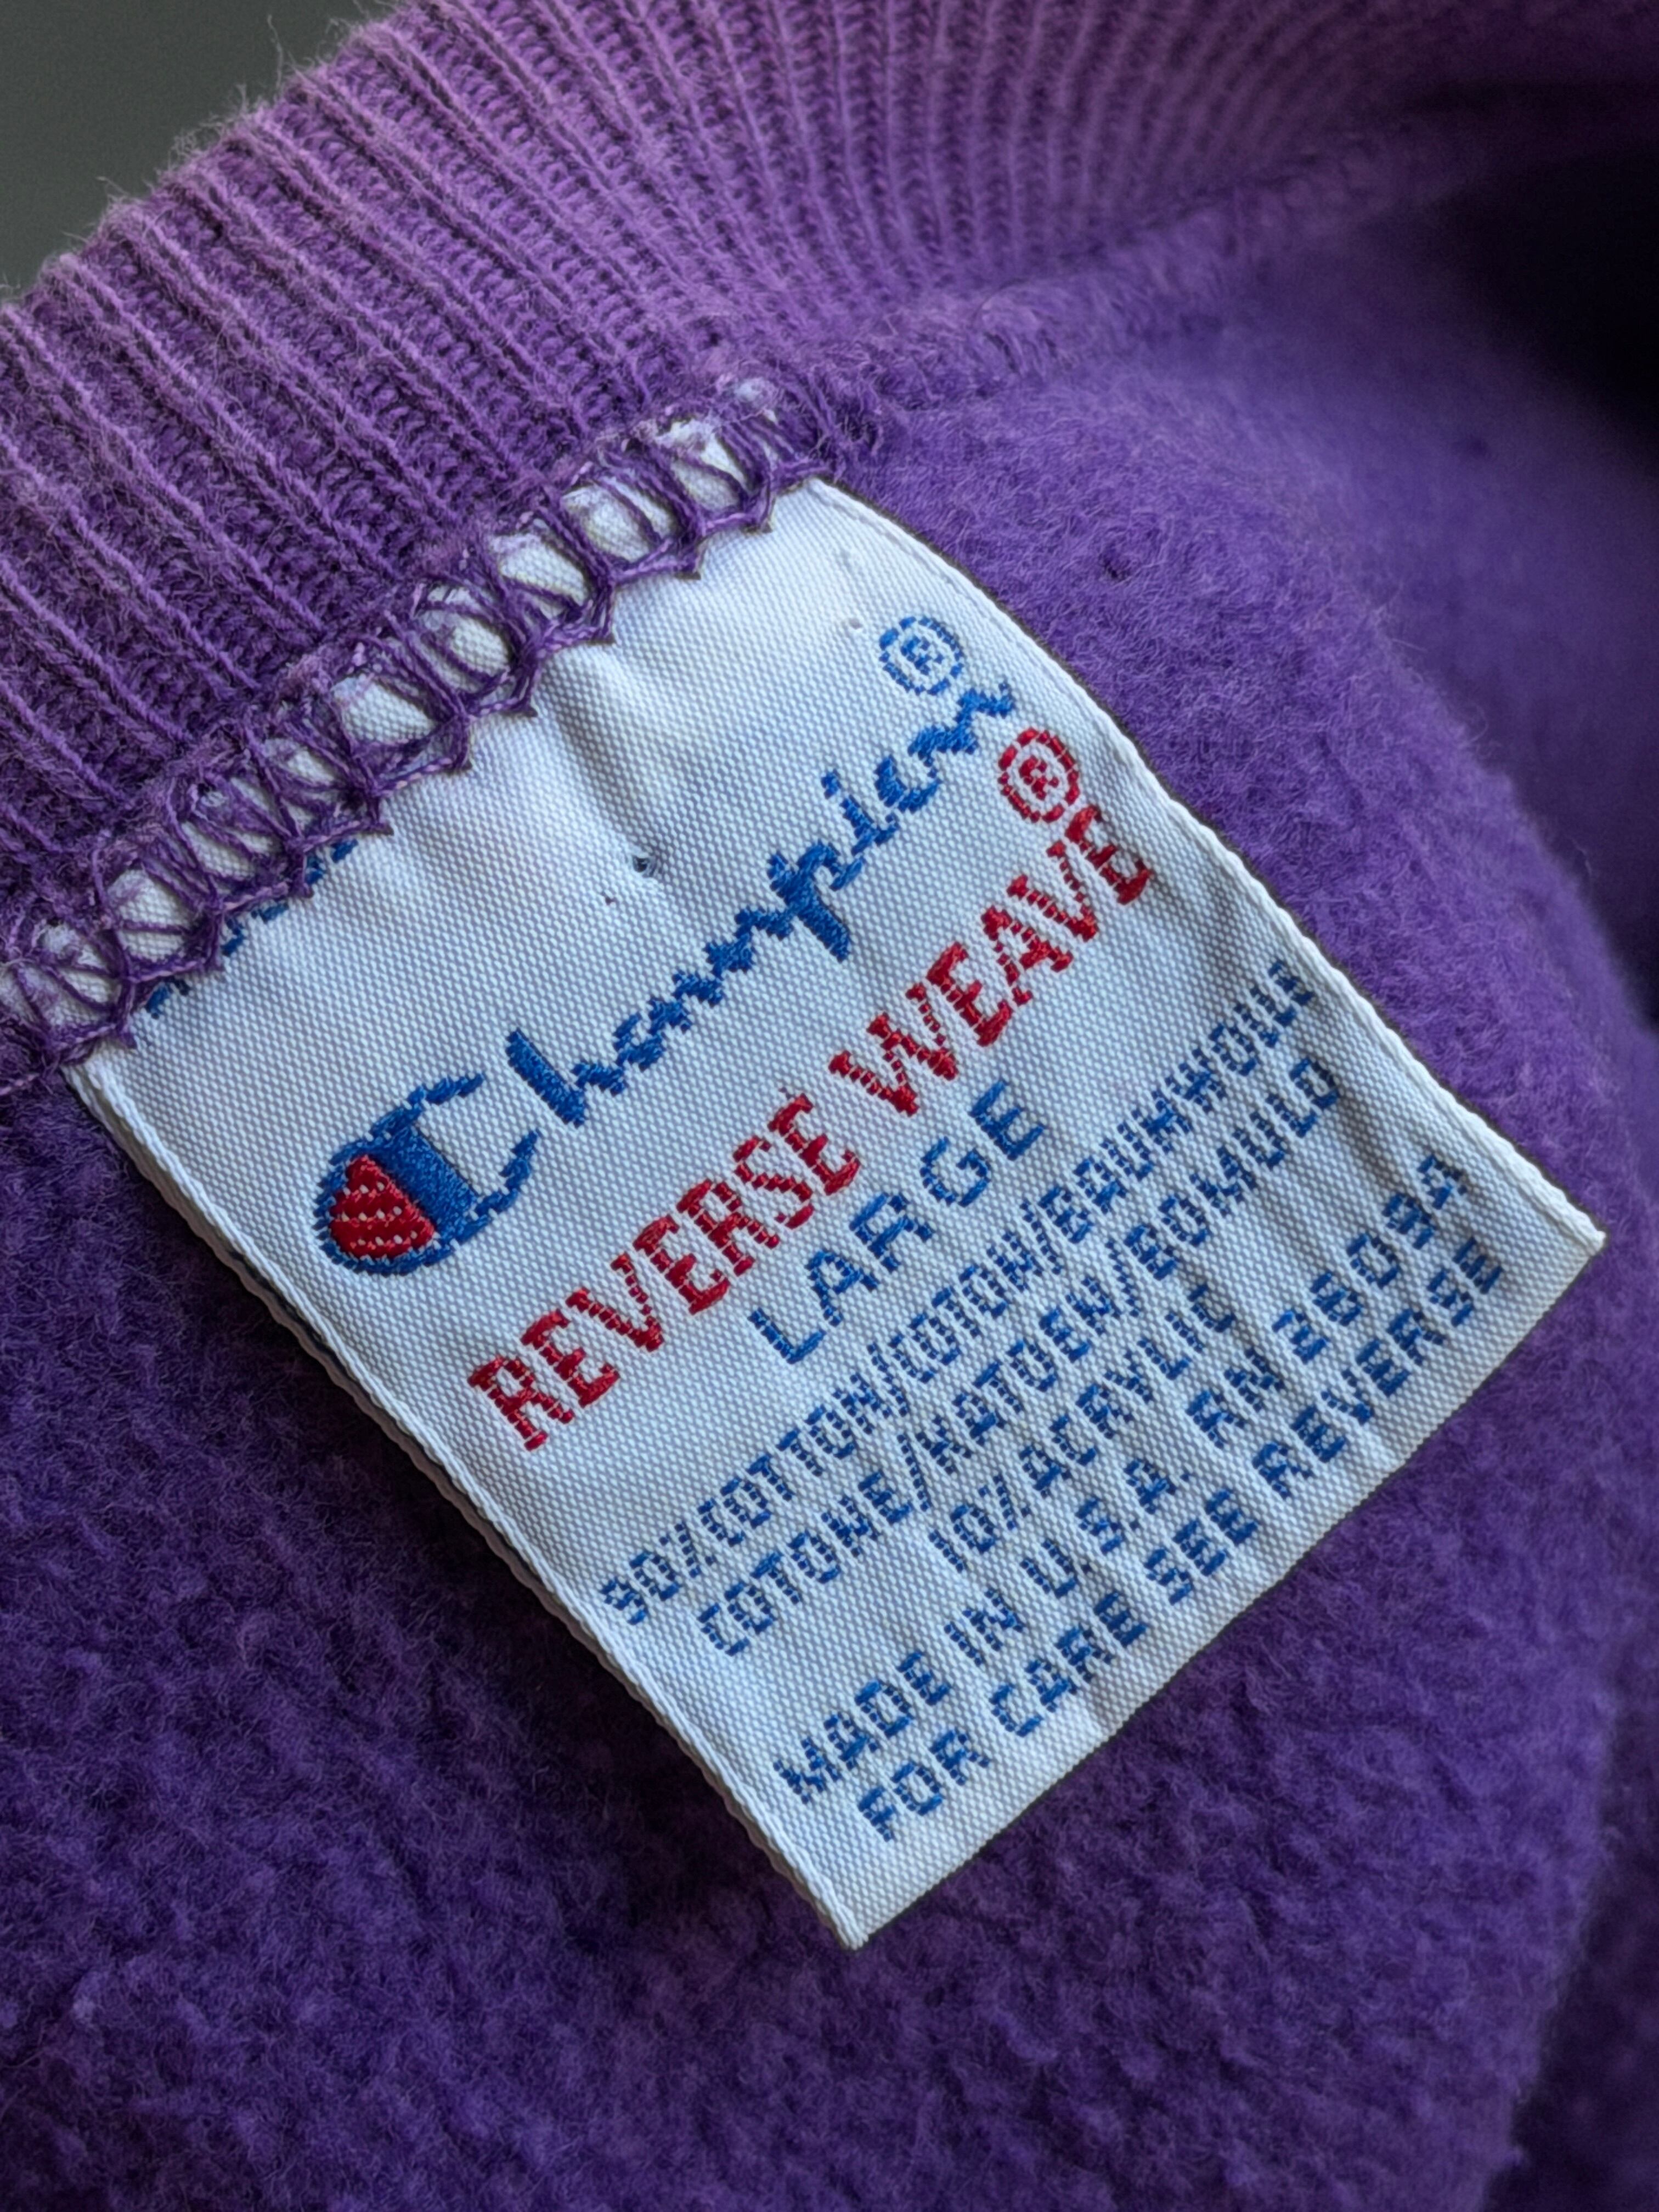 Champion®
REVERSE WEAVE®
LARGE
90%COTTON/COTON/BAUMWOLLE
COTONE/KATOEN/BOMULLD
10%ACRYLIC
MADE IN U.S.A. RN 26094
FOR CARE SEE REVERSE